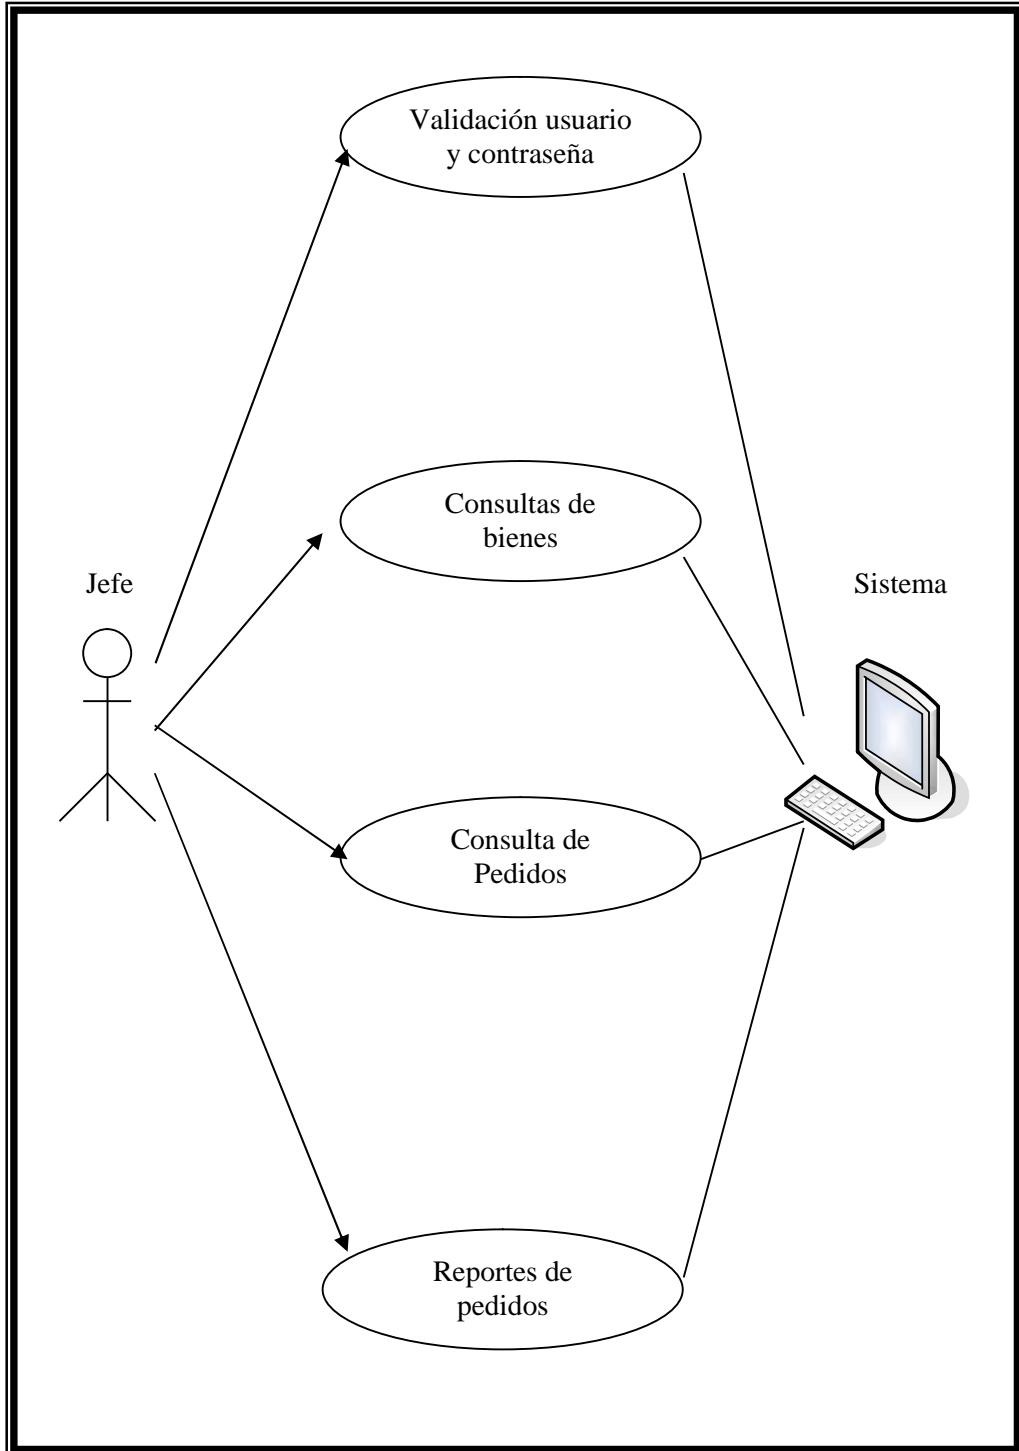 Validación usuario
y contraseña
Consultas de
bienes
Jefe
Sistema
Consulta de
Pedidos
Reportes de
pedidos